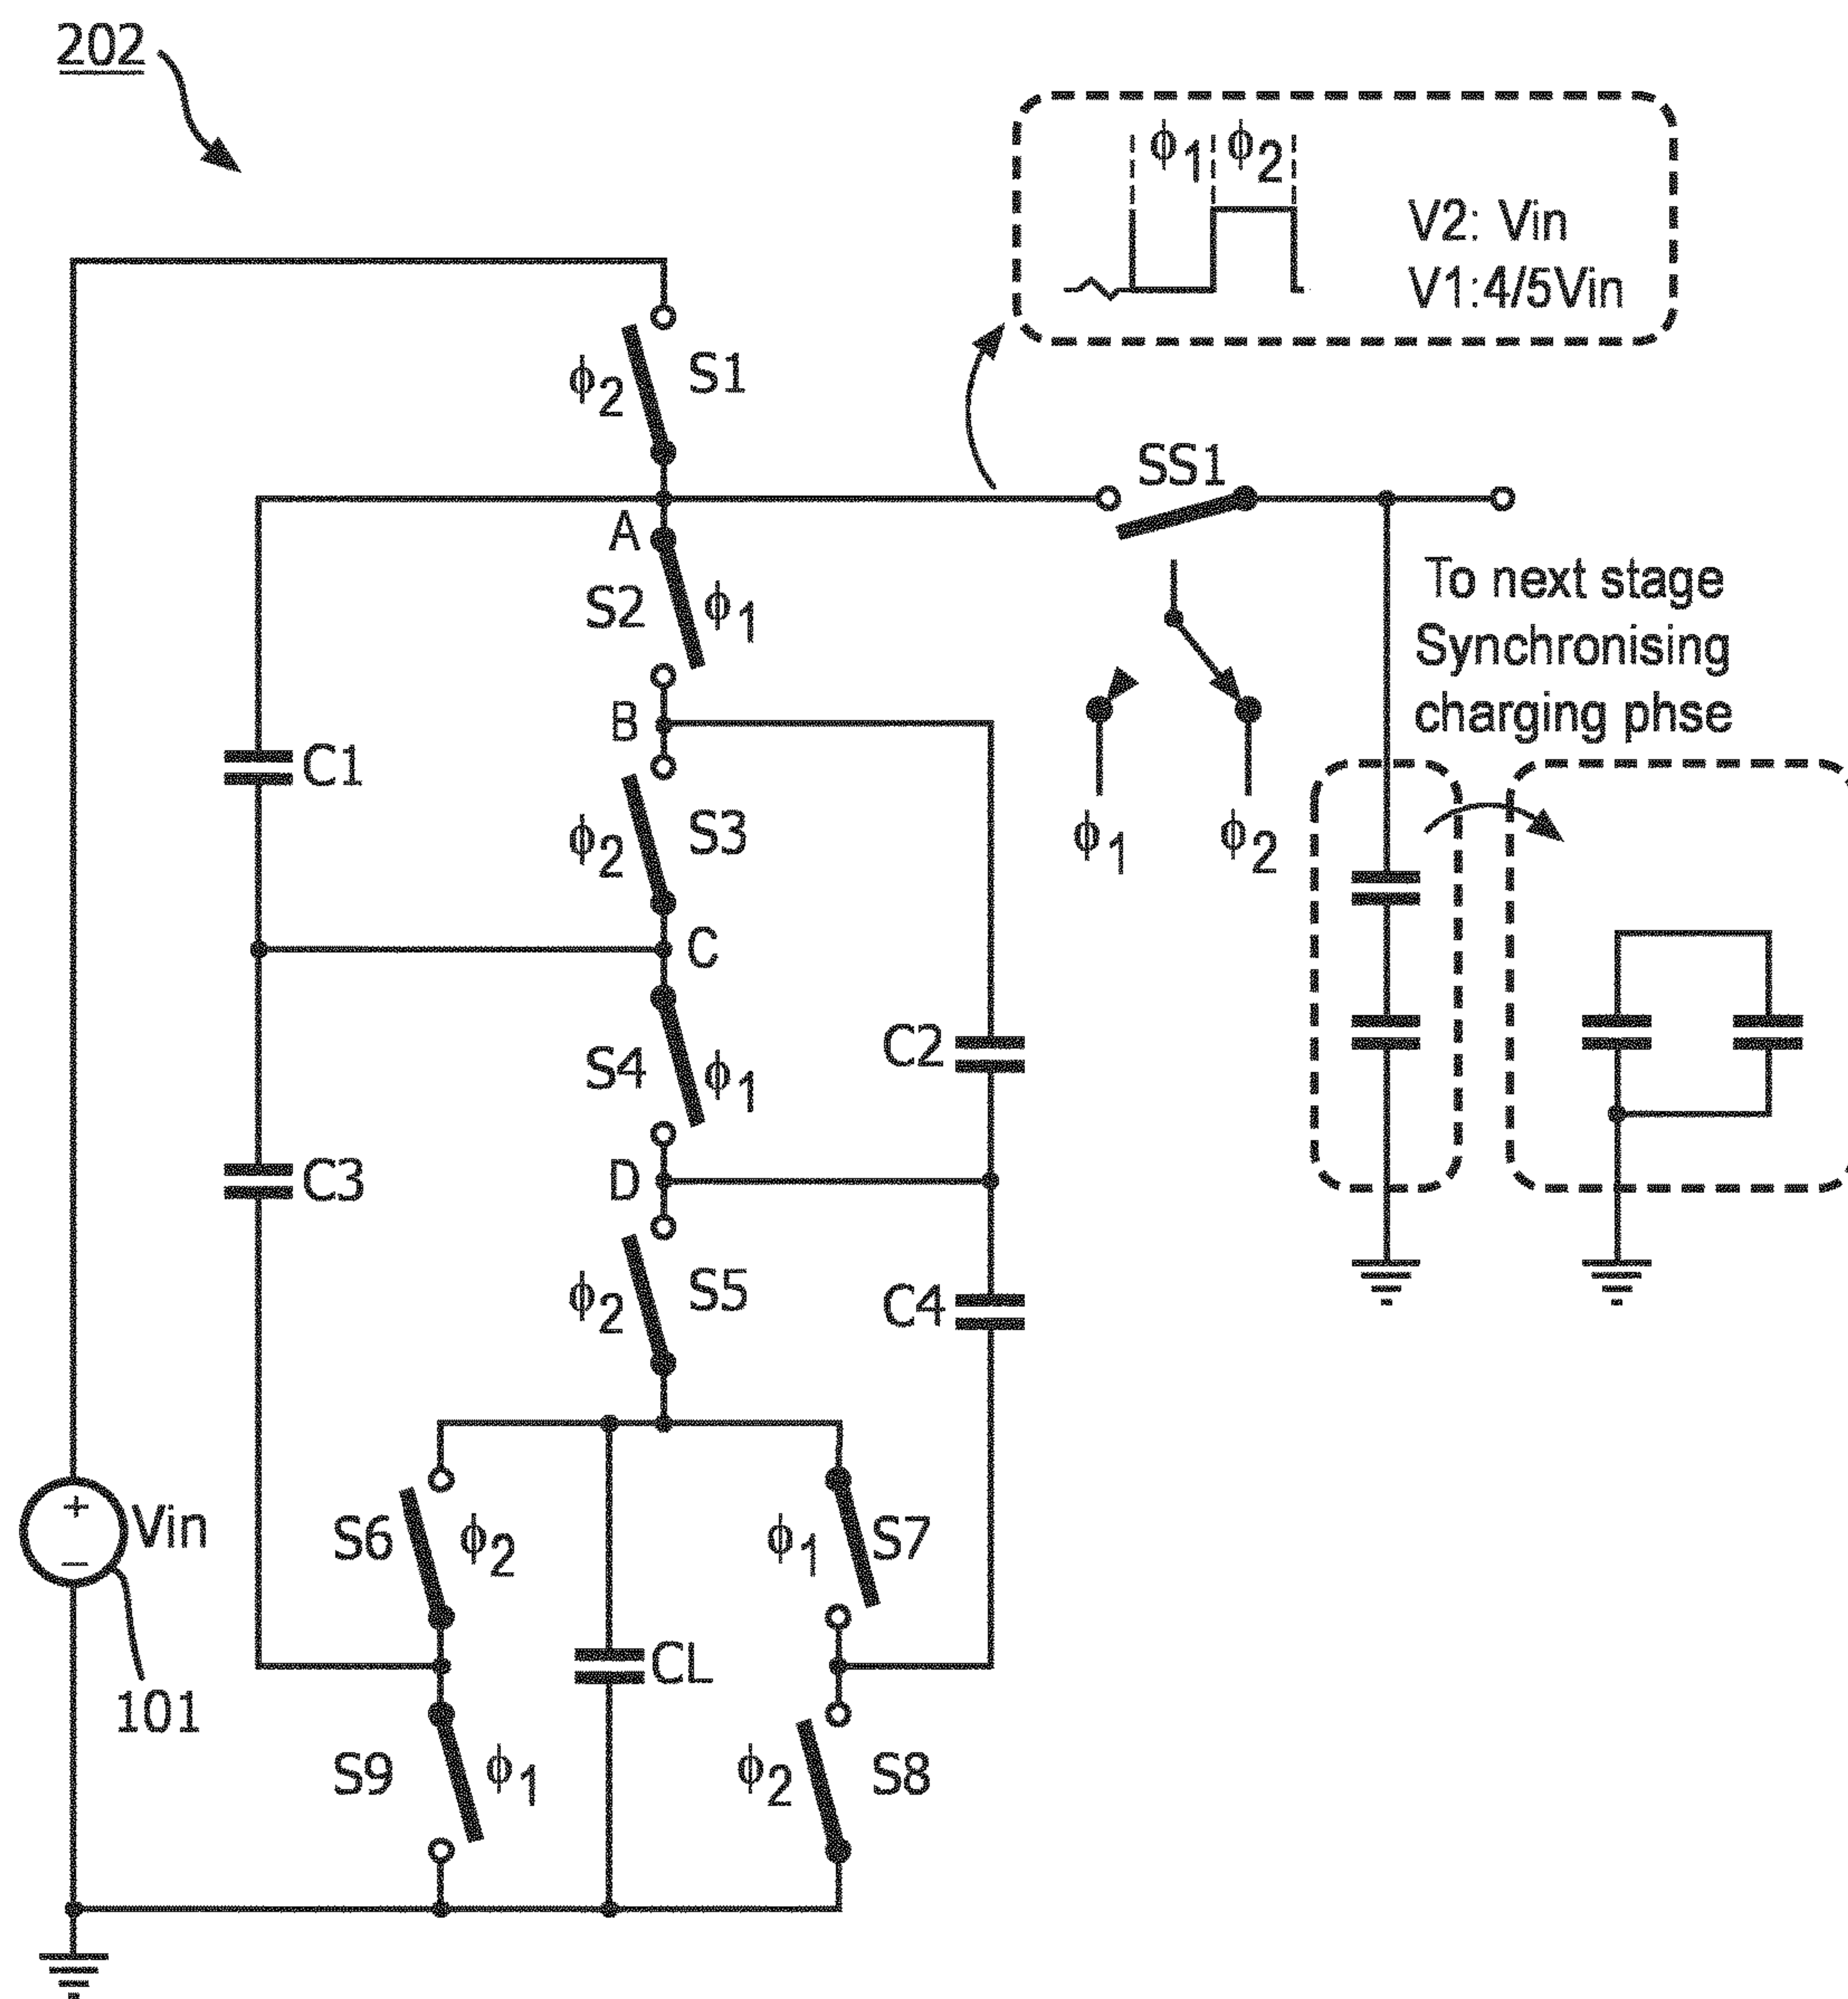 202
ϕ1 ϕ2
V2: Vin
V1:4/5Vin
ϕ2 S1
SS1
A
S2 ϕ1
To next stage
Synchronising
charging phse
B
C1
ϕ2 S3
ϕ1 ϕ2
C
S4 ϕ1
C2
C3
D
ϕ2 S5
C4
+
Vin
−
S6 ϕ2
ϕ1 S7
CL
101
S9 ϕ1
ϕ2 S8